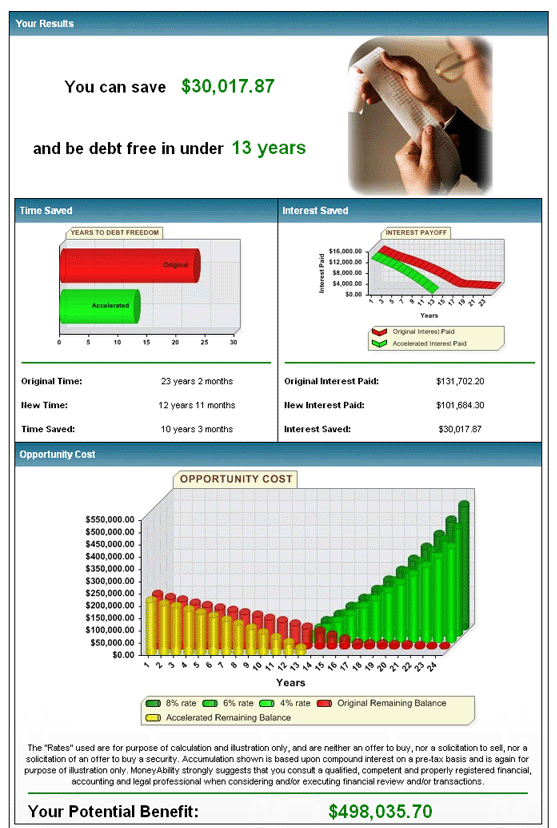 Your Results
You can save $30,017.87
and be debt free in under 13 years
Time Saved
YEARS TO DEBT FREEDOM
Original
Accelerated
0 5 10 15 20 25 30
Original Time: 23 years 2 months
New Time: 12 years 11 months
Time Saved: 10 years 3 months
Interest Saved
INTEREST PAYOFF
Interest Paid
$16,000.00
$12,000.00
$8,000.00
$4,000.00
$0.00
1 3 5 7 9 11 13 15 17 19 21 23
Years
Original Interest Paid
Accelerated Interest Paid
Original Interest Paid: $131,702.20
New Interest Paid: $101,684.30
Interest Saved: $30,017.87
Opportunity Cost
OPPORTUNITY COST
$550,000.00
$500,000.00
$450,000.00
$400,000.00
$350,000.00
$300,000.00
$250,000.00
$200,000.00
$150,000.00
$100,000.00
$50,000.00
$0.00
1 2 3 4 5 6 7 8 9 10 11 12 13 14 15 16 17 18 19 20 21 22 23 24
Years
8% rate 6% rate 4% rate Original Remaining Balance
Accelerated Remaining Balance
The "Rates" used are for purpose of calculation and illustration only, and are neither an offer to buy, nor a solicitation to sell, nor a
solicitation of an offer to buy a security. Accumulation shown is based upon compound interest on a pre-tax basis and is again for
purpose of illustration only. MoneyAbility strongly suggests that you consult a qualified, competent and properly registered financial,
accounting and legal professional when considering and/or executing financial review and/or transactions.
Your Potential Benefit: $498,035.70